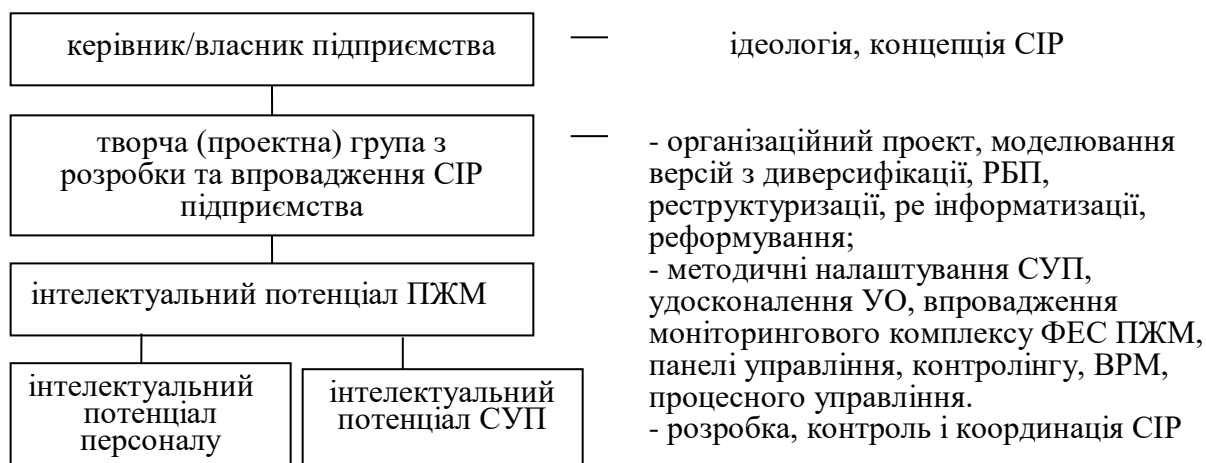 керівник/власник підприємства
ідеологія, концепція СІР
творча (проектна) група з
розробки та впровадження СІР
підприємства
- організаційний проект, моделювання
версій з диверсифікації, РБП,
реструктуризації, ре інформатизації,
реформування;
- методичні налаштування СУП,
удосконалення УО, впровадження
моніторингового комплексу ФЕС ПЖМ,
панелі управління, контролінгу, ВРМ,
процесного управління.
- розробка, контроль і координація СІР
інтелектуальний потенціал ПЖМ
інтелектуальний
потенціал
персоналу
інтелектуальний
потенціал СУП